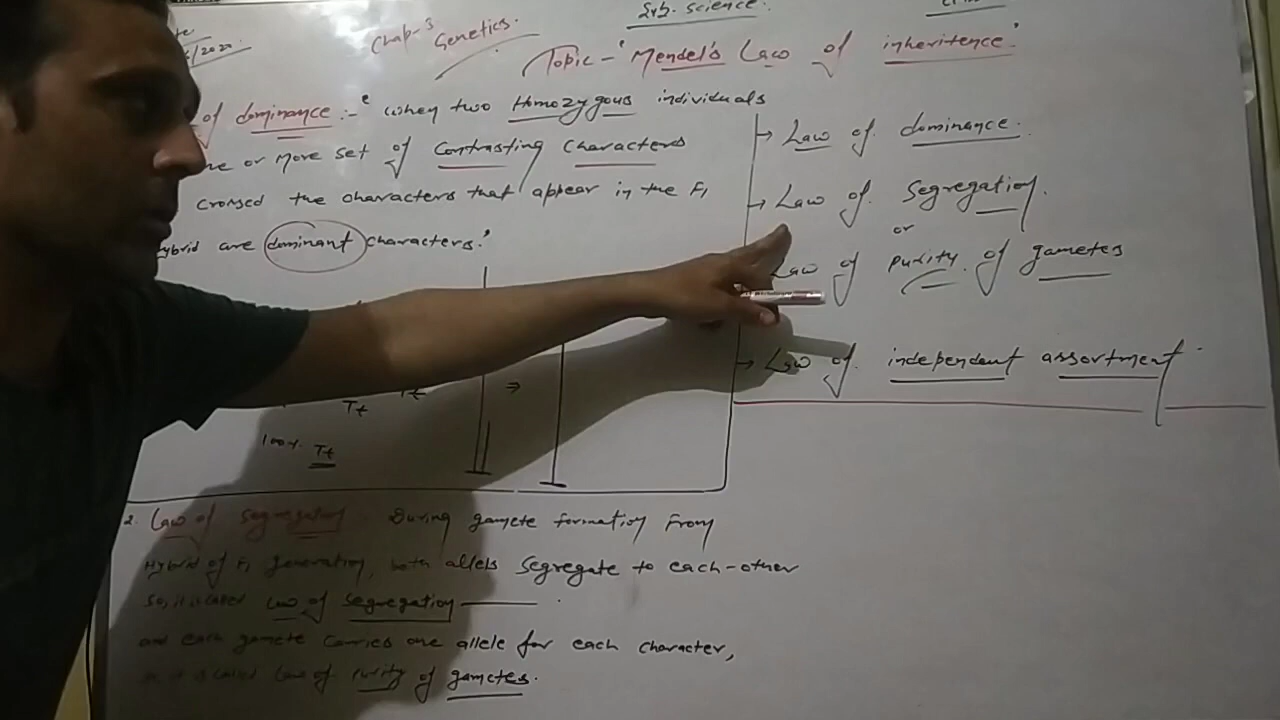 /2020
Sub. science.
Chap-3 Genetics.
Topic - 'Mendel's Law of inheritence.'
of dominance :- "when two Homozygous individuals
or more set of Contrasting Characters
crossed the characters that appear in the F1
hybrid are dominant characters."
→ Law of dominance.
→ Law of Segregation.
or
Law of purity of gametes
→ Law of independent assortment
Tt
⇒
100%. Tt
2. Law of segregation During gamete formation From
Hybrid of F1 generation, both allels segregate to each-other
So, it is called Law of segregation
and each gamete carries one allele for each character,
it is called Law of purity of gametes.